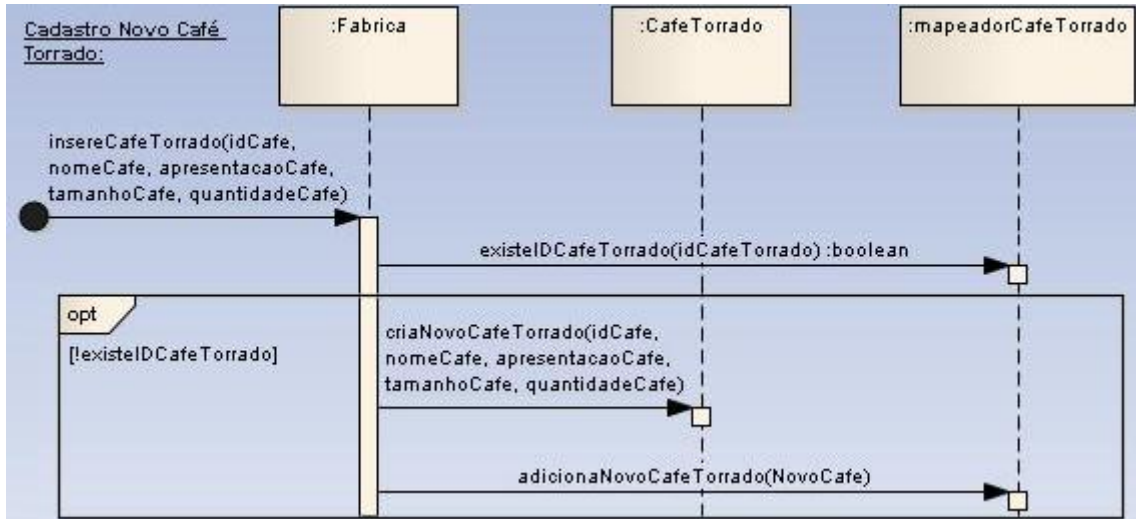 Cadastro Novo Café
Torrado:
:Fabrica
:CafeTorrado
:mapeadorCafeTorrado
insereCafeTorrado(idCafe,
nomeCafe, apresentacaoCafe,
tamanhoCafe, quantidadeCafe)
existeIDCafeTorrado(idCafeTorrado) :boolean
opt
[!existeIDCafeTorrado]
criaNovoCafeTorrado(idCafe,
nomeCafe, apresentacaoCafe,
tamanhoCafe, quantidadeCafe)
adicionaNovoCafeTorrado(NovoCafe)